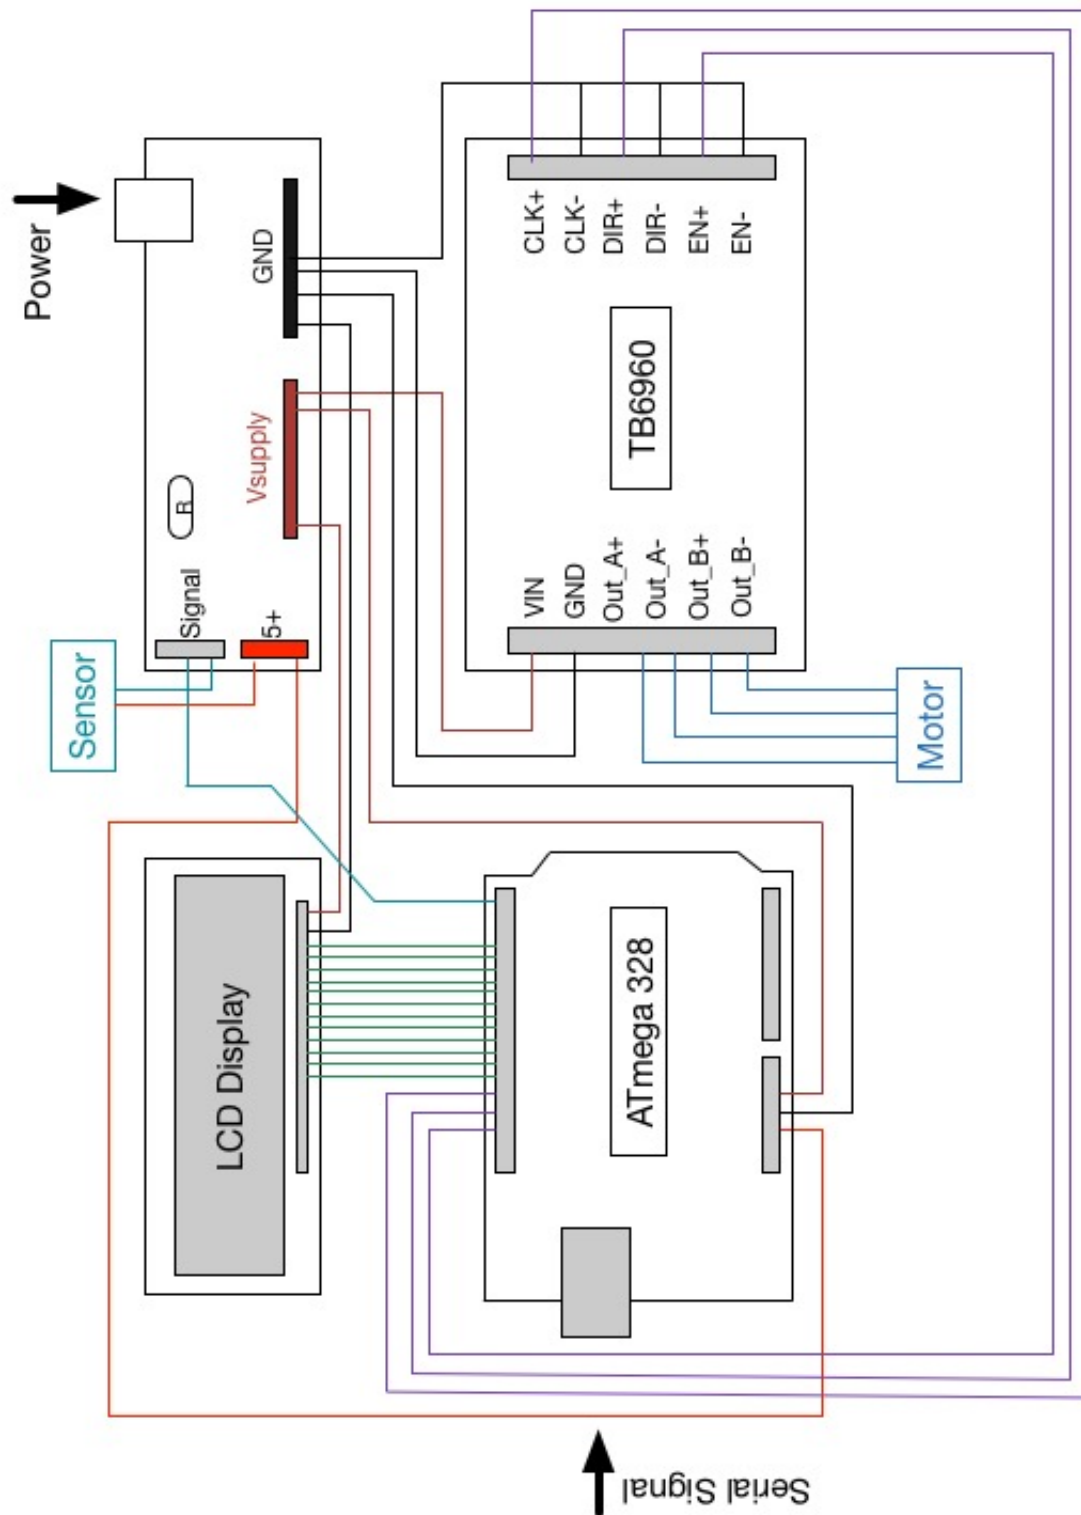 Power
GND
Vsupply
R
Signal
5+
Sensor
CLK+
CLK-
DIR+
DIR-
EN+
EN-
TB6960
VIN
GND
Out_A+
Out_A-
Out_B+
Out_B-
Motor
LCD Display
ATmega 328
Serial Signal